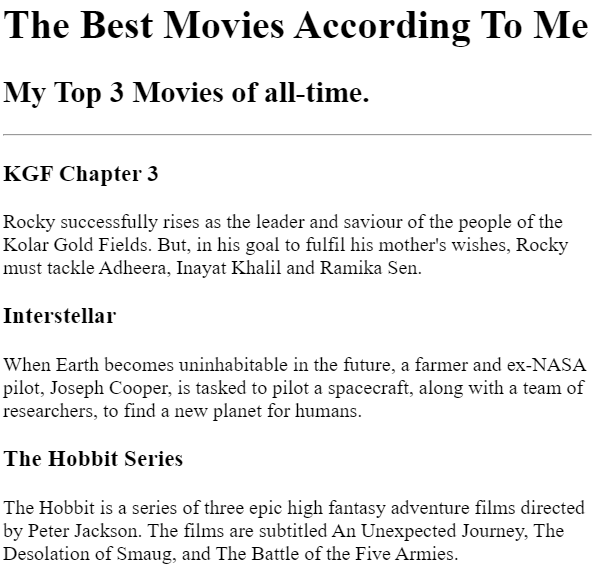 The Best Movies According To Me
My Top 3 Movies of all-time.
KGF Chapter 3
Rocky successfully rises as the leader and saviour of the people of the
Kolar Gold Fields. But, in his goal to fulfil his mother's wishes, Rocky
must tackle Adheera, Inayat Khalil and Ramika Sen.
Interstellar
When Earth becomes uninhabitable in the future, a farmer and ex-NASA
pilot, Joseph Cooper, is tasked to pilot a spacecraft, along with a team of
researchers, to find a new planet for humans.
The Hobbit Series
The Hobbit is a series of three epic high fantasy adventure films directed
by Peter Jackson. The films are subtitled An Unexpected Journey, The
Desolation of Smaug, and The Battle of the Five Armies.